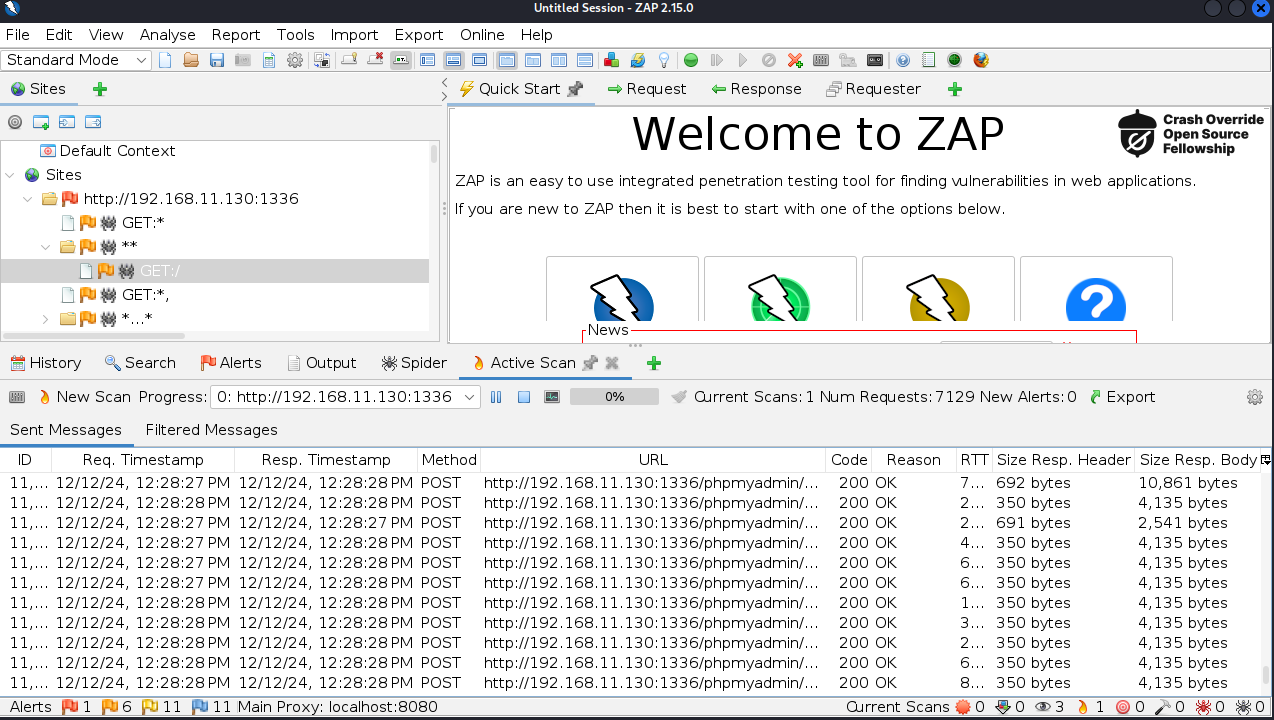 Untitled Session - ZAP 2.15.0
File Edit View Analyse Report Tools Import Export Online Help
Standard Mode
Sites
Quick Start Request Response Requester
Default Context
Sites
http://192.168.11.130:1336
GET:*
**
GET:/
GET:*,
*...*
Welcome to ZAP
Crash Override
Open Source
Fellowship
ZAP is an easy to use integrated penetration testing tool for finding vulnerabilities in web applications.
If you are new to ZAP then it is best to start with one of the options below.
?
News
History Search Alerts Output Spider Active Scan
New Scan Progress: 0: http://192.168.11.130:1336 0% Current Scans: 1 Num Requests: 7129 New Alerts: 0 Export
Sent Messages Filtered Messages
ID Req. Timestamp Resp. Timestamp Method URL Code Reason RTT Size Resp. Header Size Resp. Body
11,... 12/12/24, 12:28:27 PM 12/12/24, 12:28:28 PM POST http://192.168.11.130:1336/phpmyadmin/... 200 OK 7... 692 bytes 10,861 bytes
11,... 12/12/24, 12:28:28 PM 12/12/24, 12:28:28 PM POST http://192.168.11.130:1336/phpmyadmin/... 200 OK 2... 350 bytes 4,135 bytes
11,... 12/12/24, 12:28:27 PM 12/12/24, 12:28:27 PM POST http://192.168.11.130:1336/phpmyadmin/... 200 OK 2... 691 bytes 2,541 bytes
11,... 12/12/24, 12:28:27 PM 12/12/24, 12:28:28 PM POST http://192.168.11.130:1336/phpmyadmin/... 200 OK 4... 350 bytes 4,135 bytes
11,... 12/12/24, 12:28:27 PM 12/12/24, 12:28:28 PM POST http://192.168.11.130:1336/phpmyadmin/... 200 OK 6... 350 bytes 4,135 bytes
11,... 12/12/24, 12:28:27 PM 12/12/24, 12:28:28 PM POST http://192.168.11.130:1336/phpmyadmin/... 200 OK 6... 350 bytes 4,135 bytes
11,... 12/12/24, 12:28:28 PM 12/12/24, 12:28:28 PM POST http://192.168.11.130:1336/phpmyadmin/... 200 OK 1... 350 bytes 4,135 bytes
11,... 12/12/24, 12:28:28 PM 12/12/24, 12:28:28 PM POST http://192.168.11.130:1336/phpmyadmin/... 200 OK 3... 350 bytes 4,135 bytes
11,... 12/12/24, 12:28:28 PM 12/12/24, 12:28:28 PM POST http://192.168.11.130:1336/phpmyadmin/... 200 OK 2... 350 bytes 4,135 bytes
11,... 12/12/24, 12:28:28 PM 12/12/24, 12:28:28 PM POST http://192.168.11.130:1336/phpmyadmin/... 200 OK 6... 350 bytes 4,135 bytes
11,... 12/12/24, 12:28:28 PM 12/12/24, 12:28:28 PM POST http://192.168.11.130:1336/phpmyadmin/... 200 OK 8... 350 bytes 4,135 bytes
Alerts 1 6 11 11 Main Proxy: localhost:8080 Current Scans 0 0 3 1 0 0 0 0